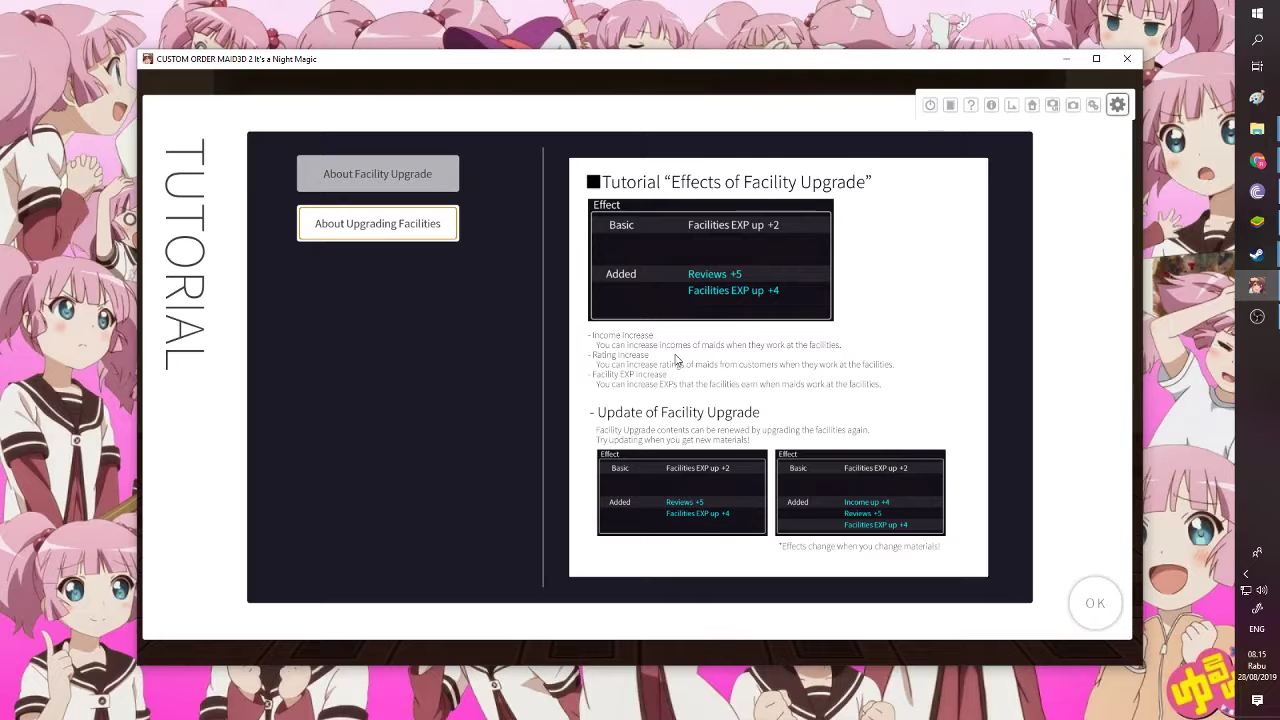 CUSTOM ORDER MAID3D 2 It's a Night Magic
TUTORIAL
About Facility Upgrade
About Upgrading Facilities
■Tutorial “Effects of Facility Upgrade”
Effect
Basic Facilities EXP up +2
Added Reviews +5
Facilities EXP up +4
- Income Increase
You can increase incomes of maids when they work at the facilities.
- Rating Increase
You can increase ratings of maids from customers when they work at the facilities.
- Facility EXP Increase
You can increase EXPs that the facilities earn when maids work at the facilities.
- Update of Facility Upgrade
Facility Upgrade contents can be renewed by upgrading the facilities again.
Try updating when you get new materials!
Effect
Basic Facilities EXP up +2
Added Reviews +5
Facilities EXP up +4
Effect
Basic Facilities EXP up +2
Added Income up +4
Reviews +5
Facilities EXP up +4
*Effects change when you change materials!
OK
ENG
08.15
Rabu
28/08/2019